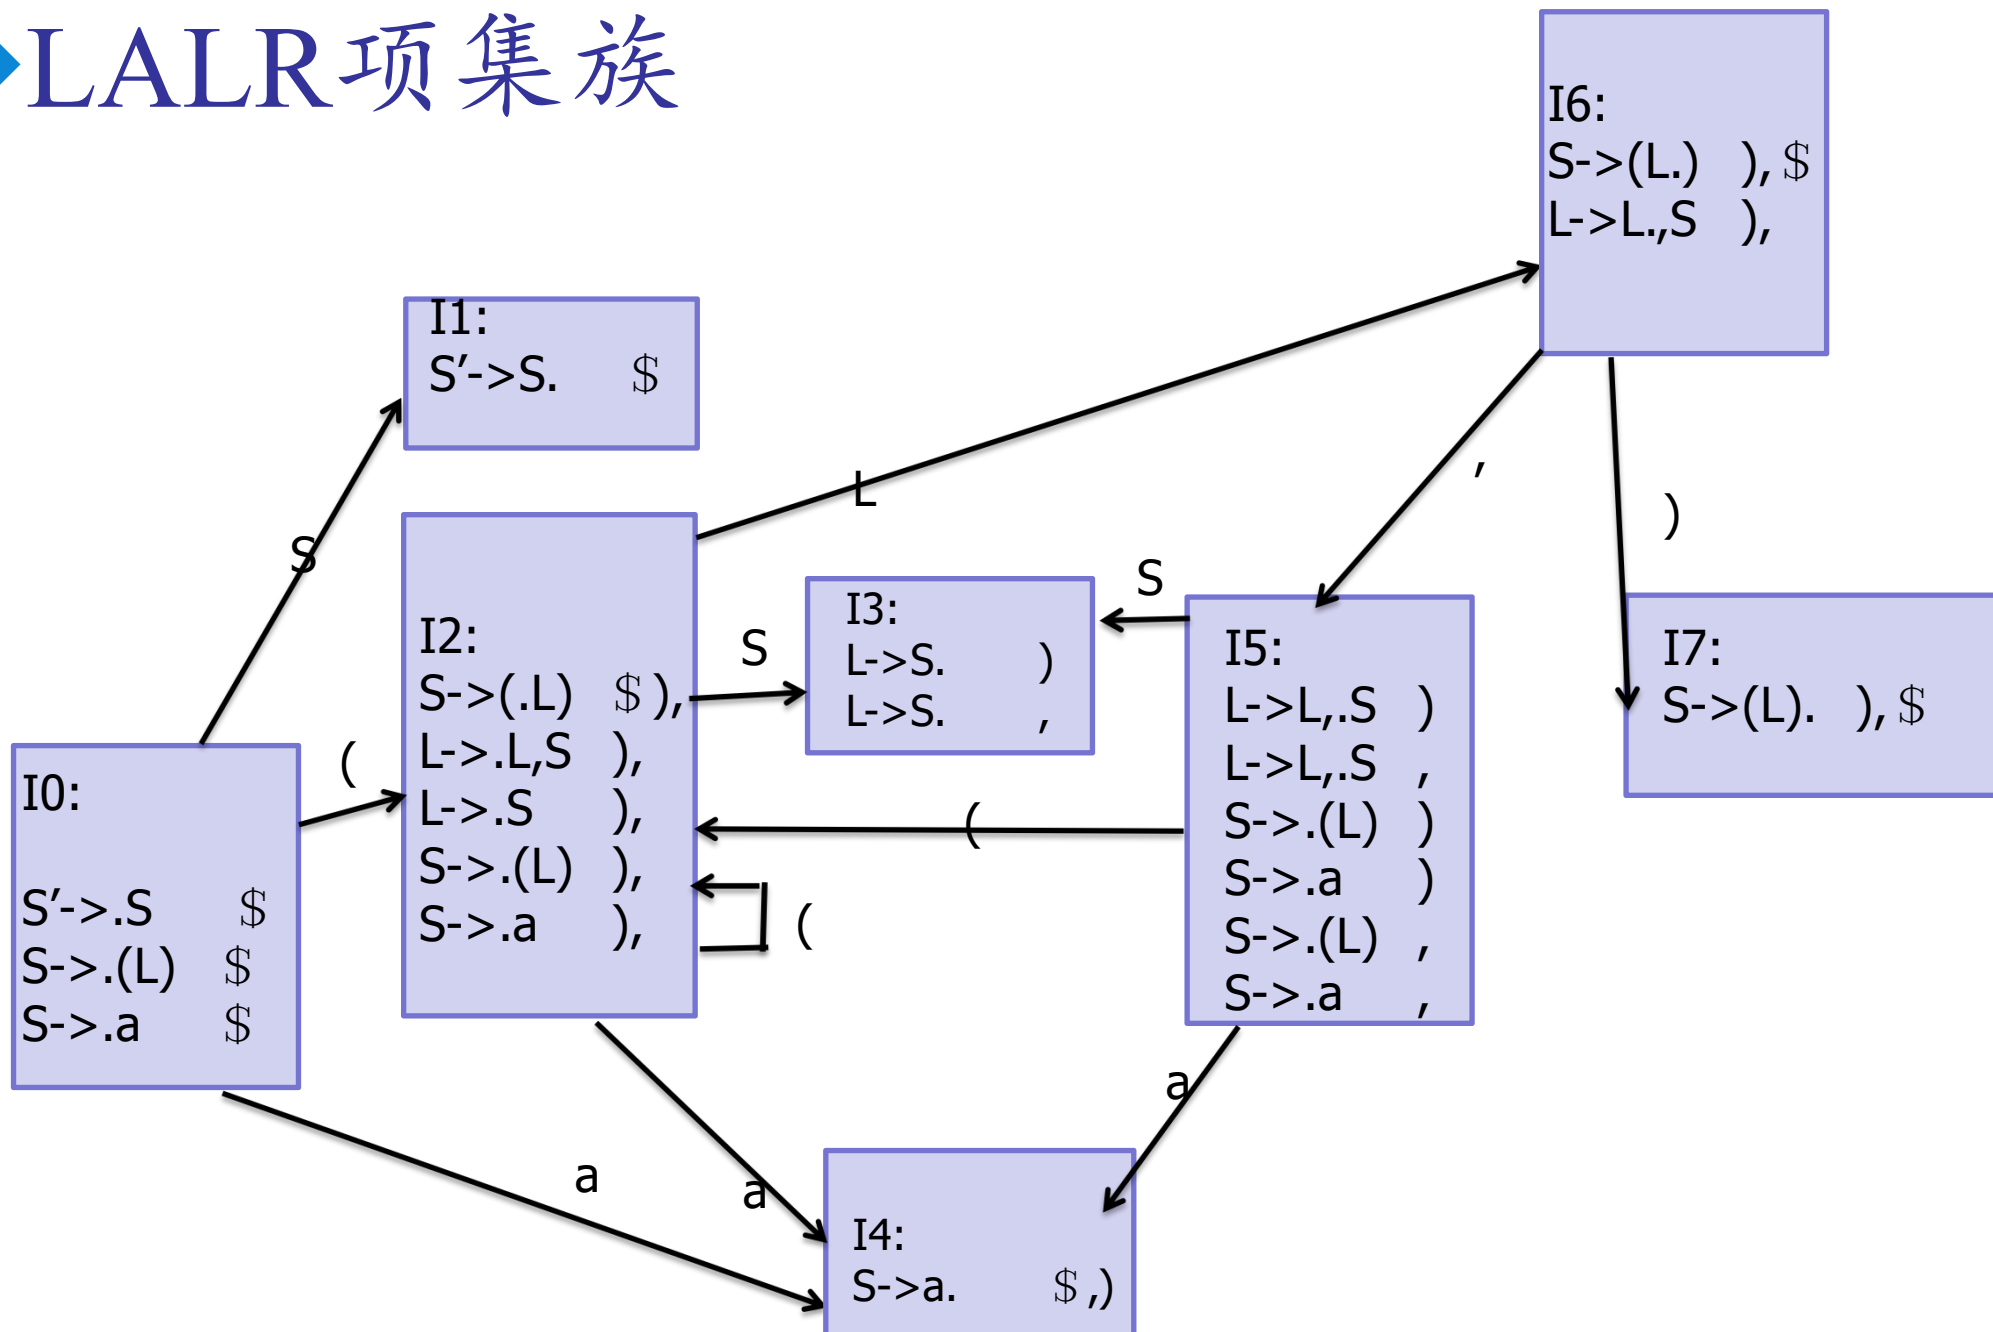 LALR项集族
I6:
S->(L.) ), $
L->L.,S ),
I1:
S’->S. $
S
L
,
)
I2:
S->(.L) $ ),
L->.L,S ),
L->.S ),
S->.(L) ),
S->.a ),
S
I3:
L->S. )
L->S. ,
S
I5:
L->L,.S )
L->L,.S ,
S->.(L) )
S->.a )
S->.(L) ,
S->.a ,
I7:
S->(L). ), $
I0:
S’->.S $
S->.(L) $
S->.a $
(
(
(
a
a
a
I4:
S->a. $ ,)